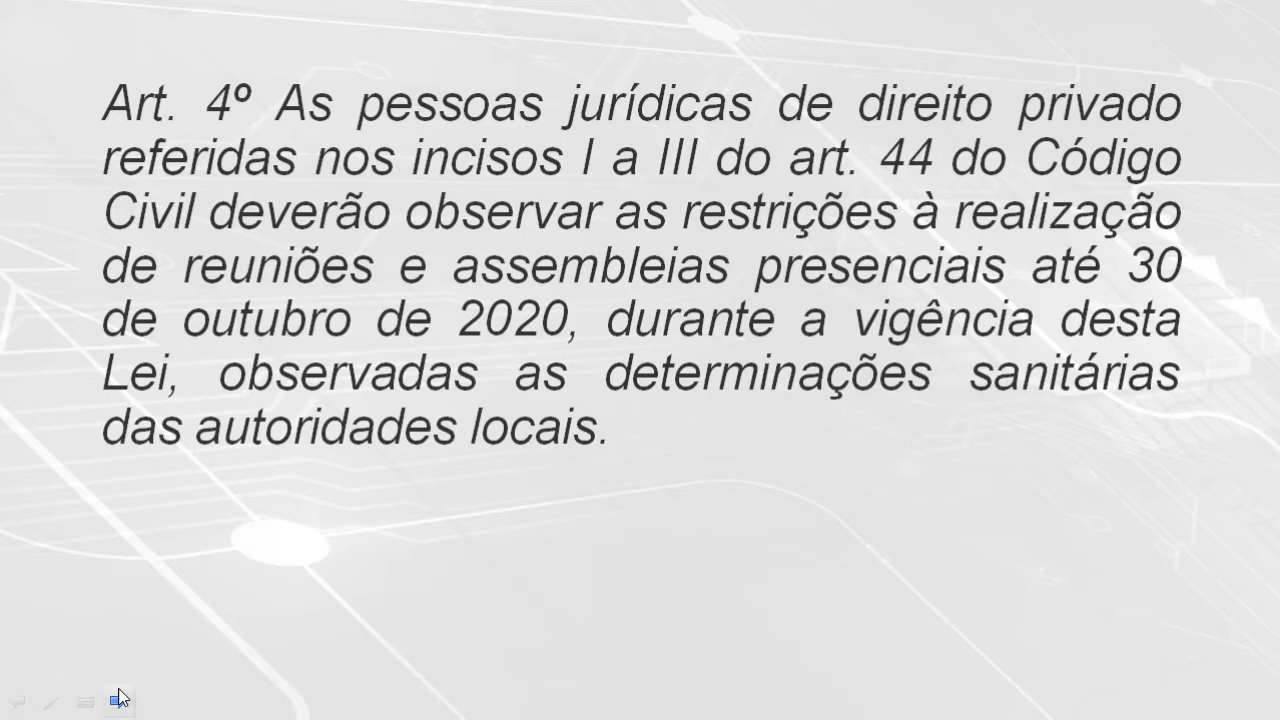 Art. 4º As pessoas jurídicas de direito privado
referidas nos incisos I a III do art. 44 do Código
Civil deverão observar as restrições à realização
de reuniões e assembleias presenciais até 30
de outubro de 2020, durante a vigência desta
Lei, observadas as determinações sanitárias
das autoridades locais.